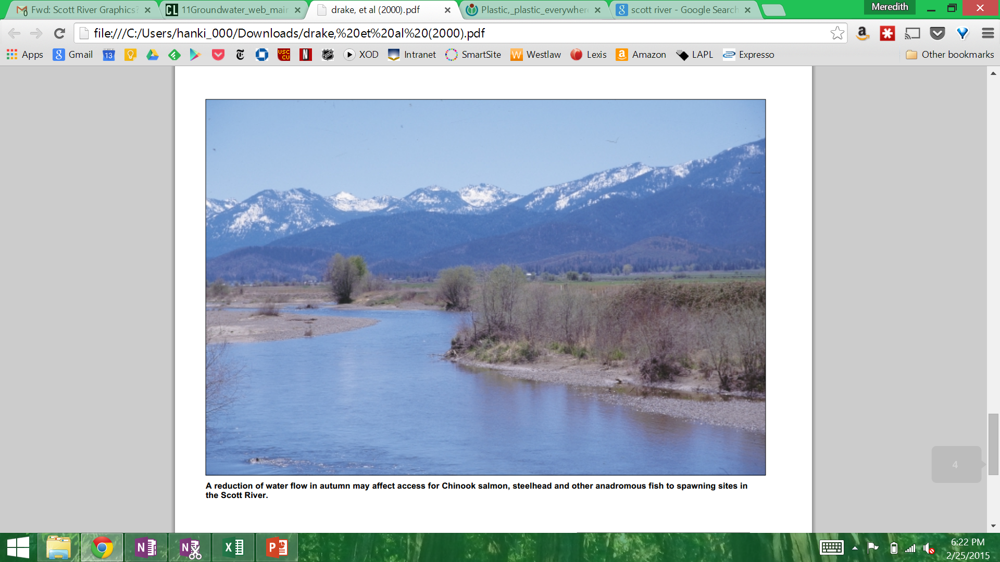 Fwd: Scott River Graphics?
11Groundwater_web_mair
drake, et al (2000).pdf
Plastic,_plastic_everywher
scott river - Google Search
Meredith
file:///C:/Users/hanki_000/Downloads/drake,%20et%20al%20(2000).pdf
Apps
Gmail
13
USC CU
XOD
Intranet
SmartSite
Westlaw
Lexis
Amazon
LAPL
Expresso
Other bookmarks
4
A reduction of water flow in autumn may affect access for Chinook salmon, steelhead and other anadromous fish to spawning sites in
the Scott River.
6:22 PM
2/25/2015